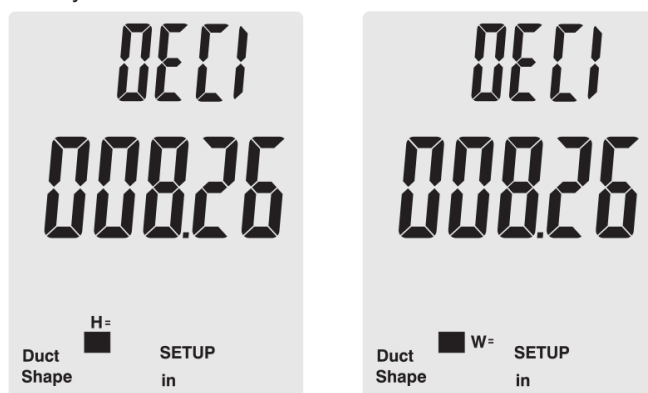 DECI
008.26
H=
Duct Shape
SETUP
in
DECI
008.26
W=
Duct Shape
SETUP
in